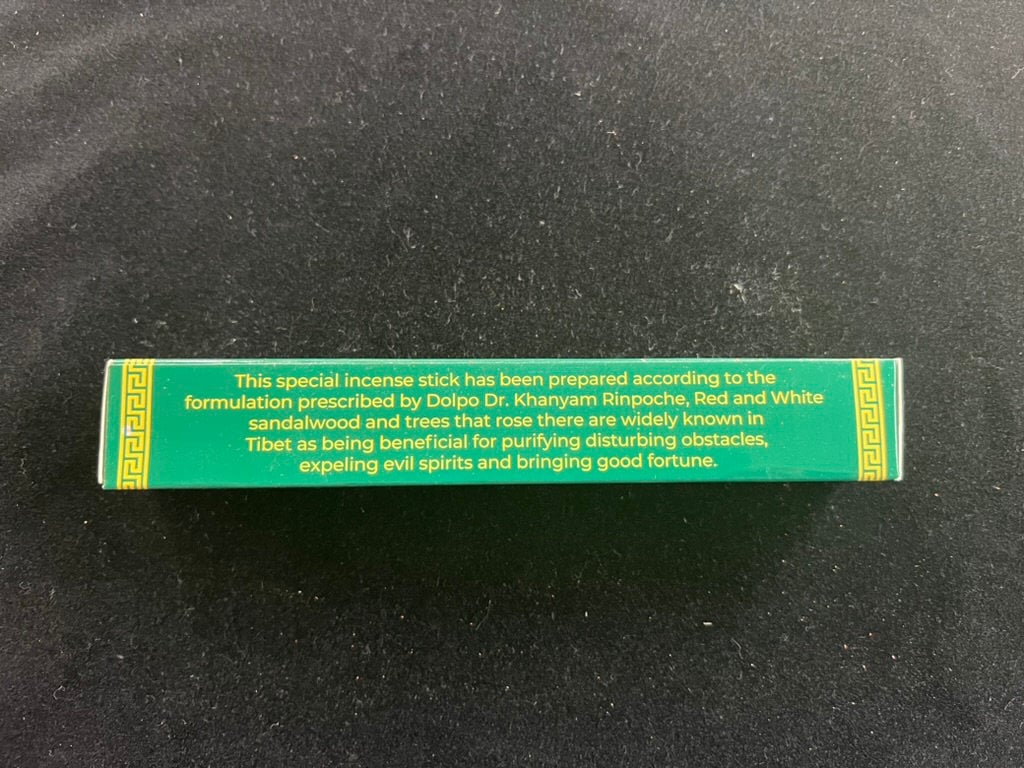 This special incense stick has been prepared according to the
formulation prescribed by Dolpo Dr. Khanyam Rinpoche, Red and White
sandalwood and trees that rose there are widely known in
Tibet as being beneficial for purifying disturbing obstacles,
expeling evil spirits and bringing good fortune.